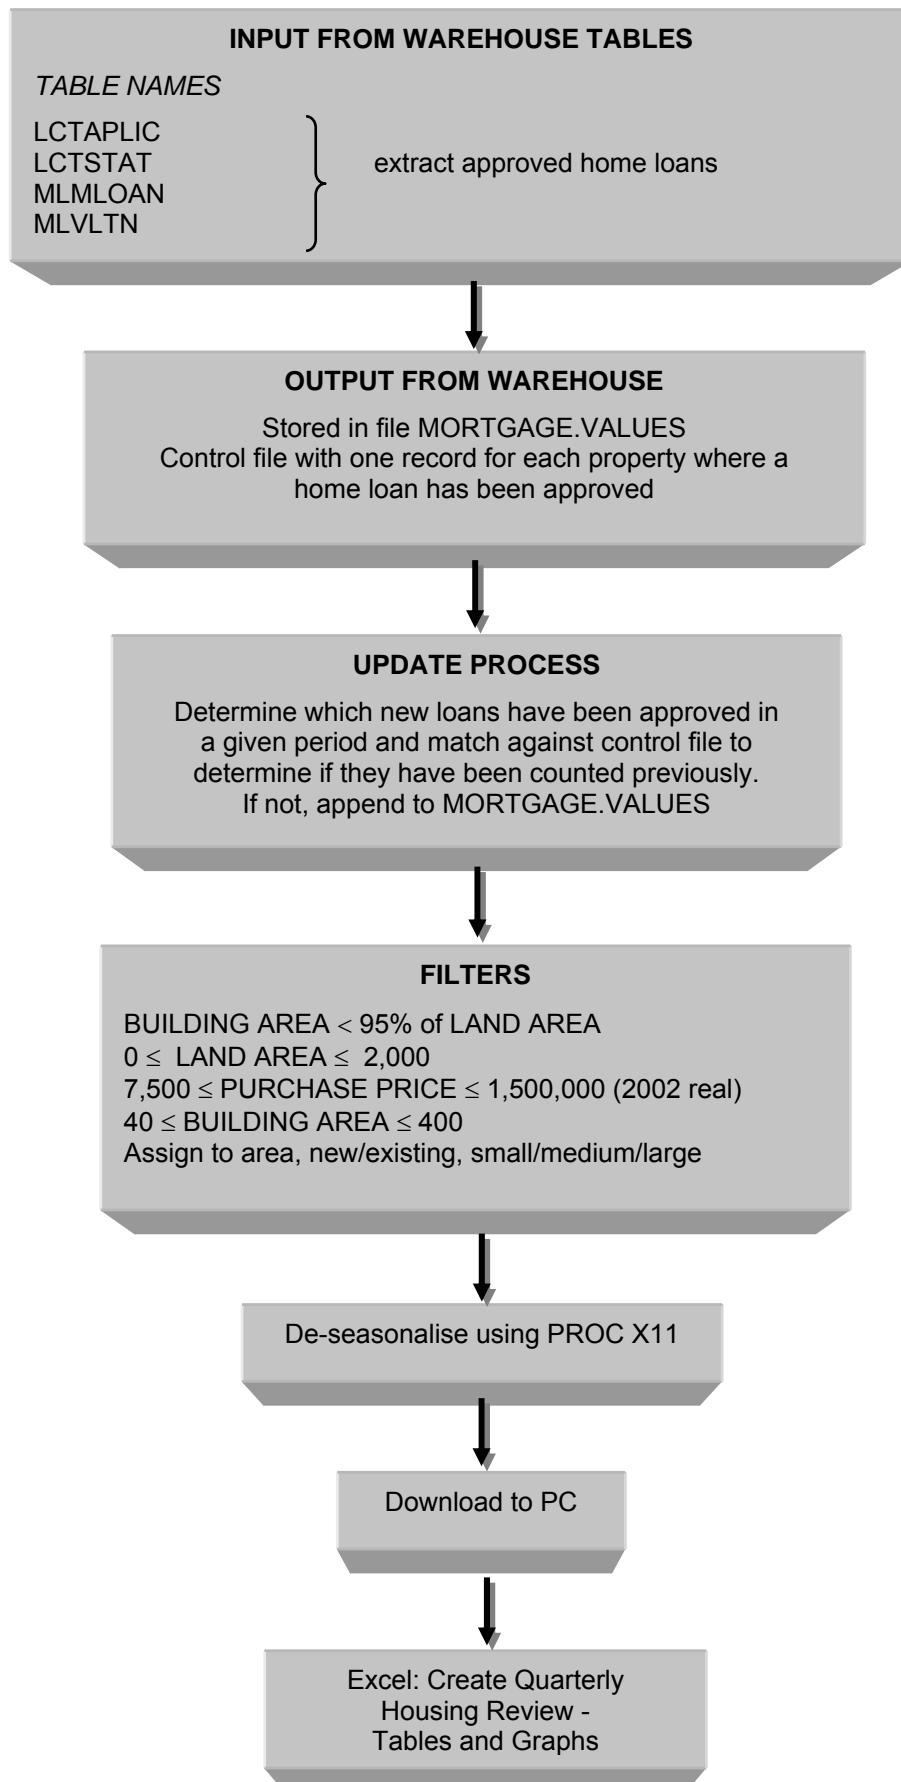 INPUT FROM WAREHOUSE TABLES
TABLE NAMES
LCTAPLIC
LCTSTAT
MLMLOAN
MLVLTN
extract approved home loans
OUTPUT FROM WAREHOUSE
Stored in file MORTGAGE.VALUES
Control file with one record for each property where a
home loan has been approved
UPDATE PROCESS
Determine which new loans have been approved in
a given period and match against control file to
determine if they have been counted previously.
If not, append to MORTGAGE.VALUES
FILTERS
BUILDING AREA < 95% of LAND AREA
0 ≤ LAND AREA ≤ 2,000
7,500 ≤ PURCHASE PRICE ≤ 1,500,000 (2002 real)
40 ≤ BUILDING AREA ≤ 400
Assign to area, new/existing, small/medium/large
De-seasonalise using PROC X11
Download to PC
Excel: Create Quarterly
Housing Review -
Tables and Graphs